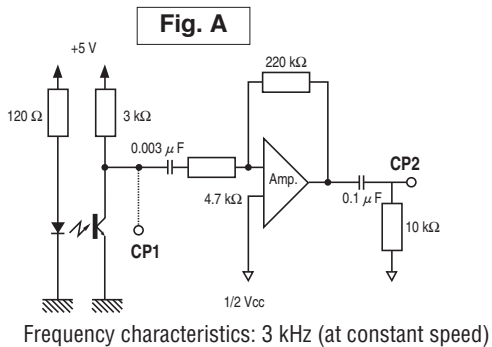 Fig. A
+5 V
220 kΩ
120 Ω
3 kΩ
0.003 μF
CP2
Amp.
4.7 kΩ
0.1 μF
10 kΩ
CP1
1/2 Vcc
Frequency characteristics: 3 kHz (at constant speed)